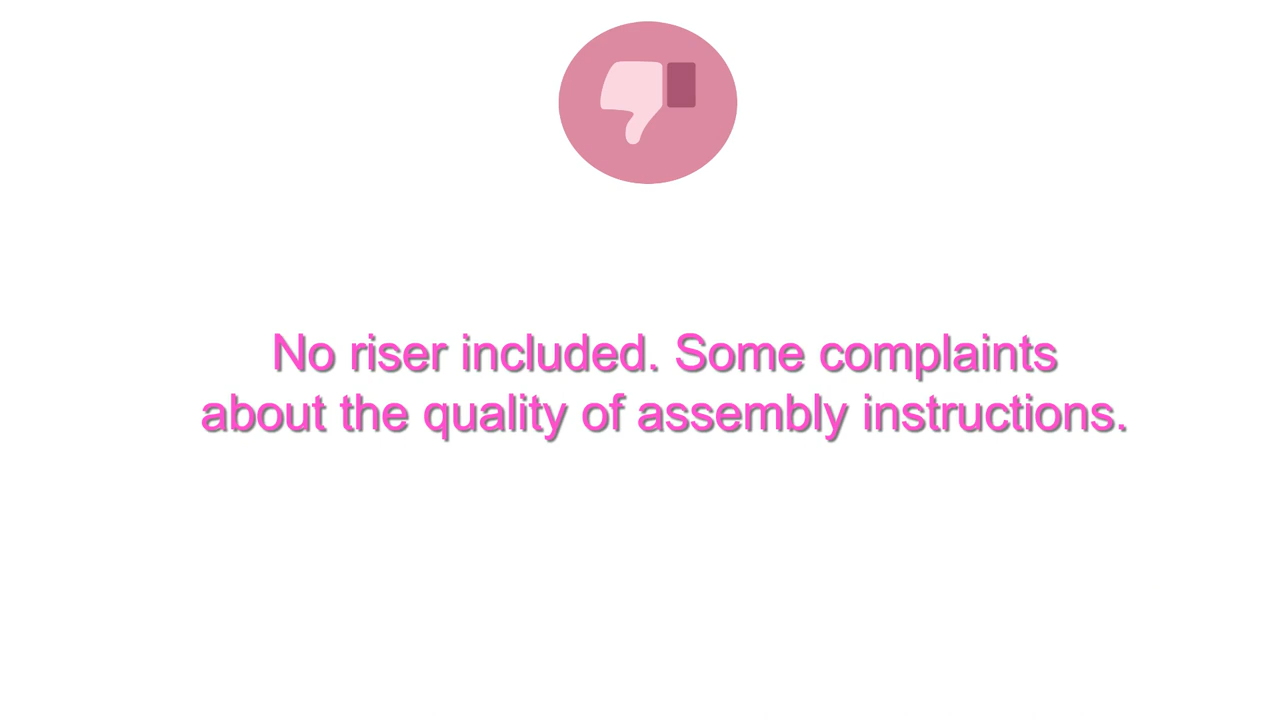 No riser included. Some complaints
about the quality of assembly instructions.